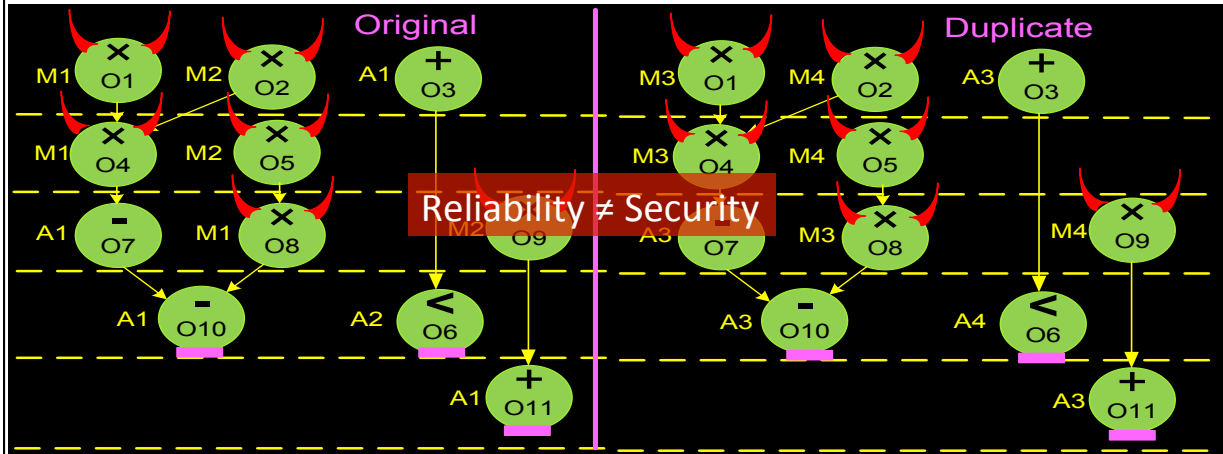 Original
Duplicate
M1 × O1
M2 × O2
A1 + O3
M3 × O1
M4 × O2
A3 + O3
M1 × O4
M2 × O5
M3 × O4
M4 × O5
Reliability ≠ Security
A1 - O7
M1 × O8
M2 × O9
A3 - O7
M3 × O8
M4 × O9
A1 - O10
A2 < O6
A3 - O10
A4 < O6
A1 + O11
A3 + O11